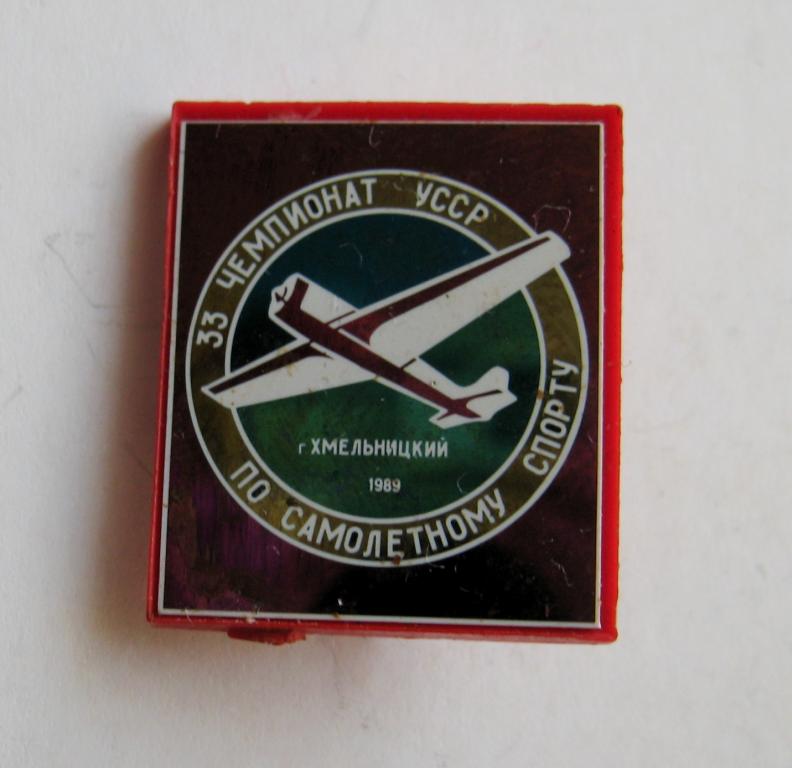 33 ЧЕМПИОНАТ УССР
ПО САМОЛЕТНОМУ СПОРТУ
г ХМЕЛЬНИЦКИЙ
1989